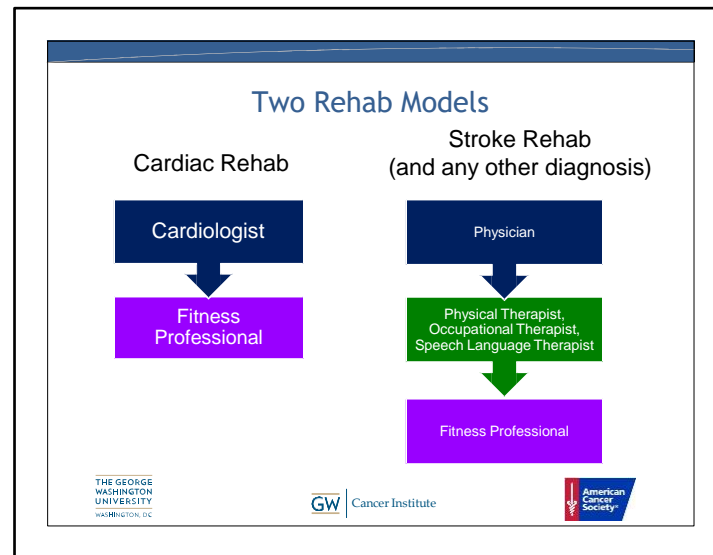 Two Rehab Models
Cardiac Rehab
Stroke Rehab
(and any other diagnosis)
Cardiologist
Fitness
Professional
Physician
Physical Therapist,
Occupational Therapist,
Speech Language Therapist
Fitness Professional
THE GEORGE
WASHINGTON
UNIVERSITY
WASHINGTON, DC
GW Cancer Institute
American
Cancer
Society®